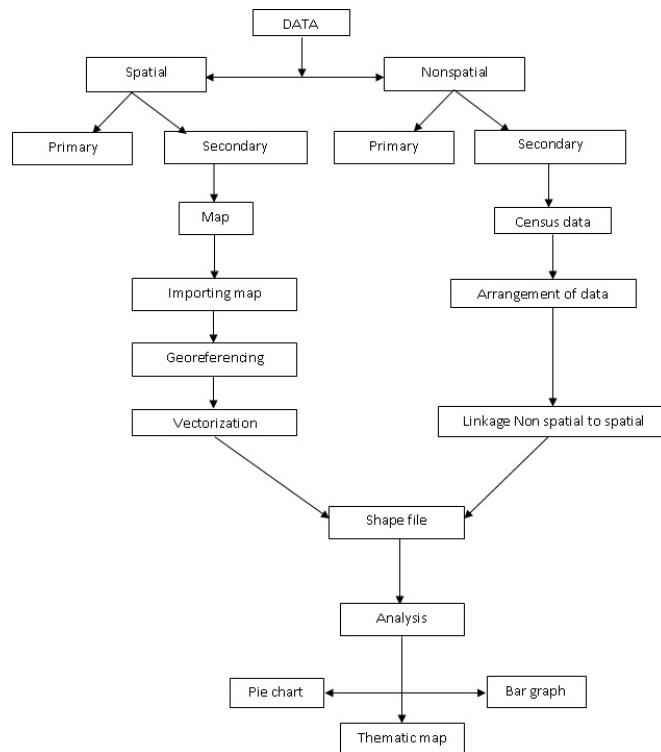 DATA
Spatial
Nonspatial
Primary
Secondary
Primary
Secondary
Map
Census data
Importing map
Arrangement of data
Georeferencing
Vectorization
Linkage Non spatial to spatial
Shape file
Analysis
Pie chart
Bar graph
Thematic map